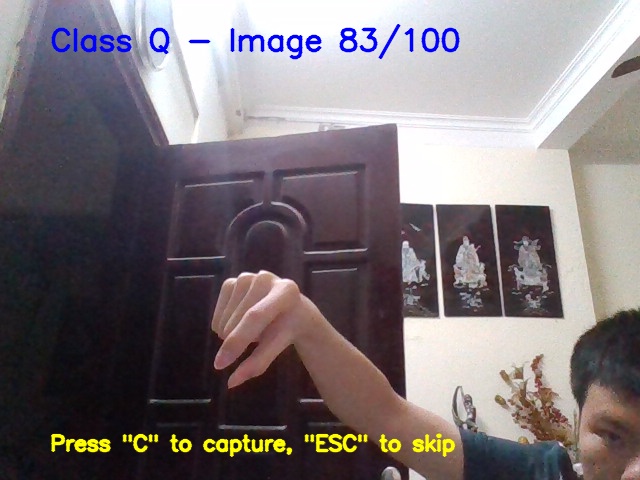 Class Q - Image 83/100
Press "C" to capture, "ESC" to skip